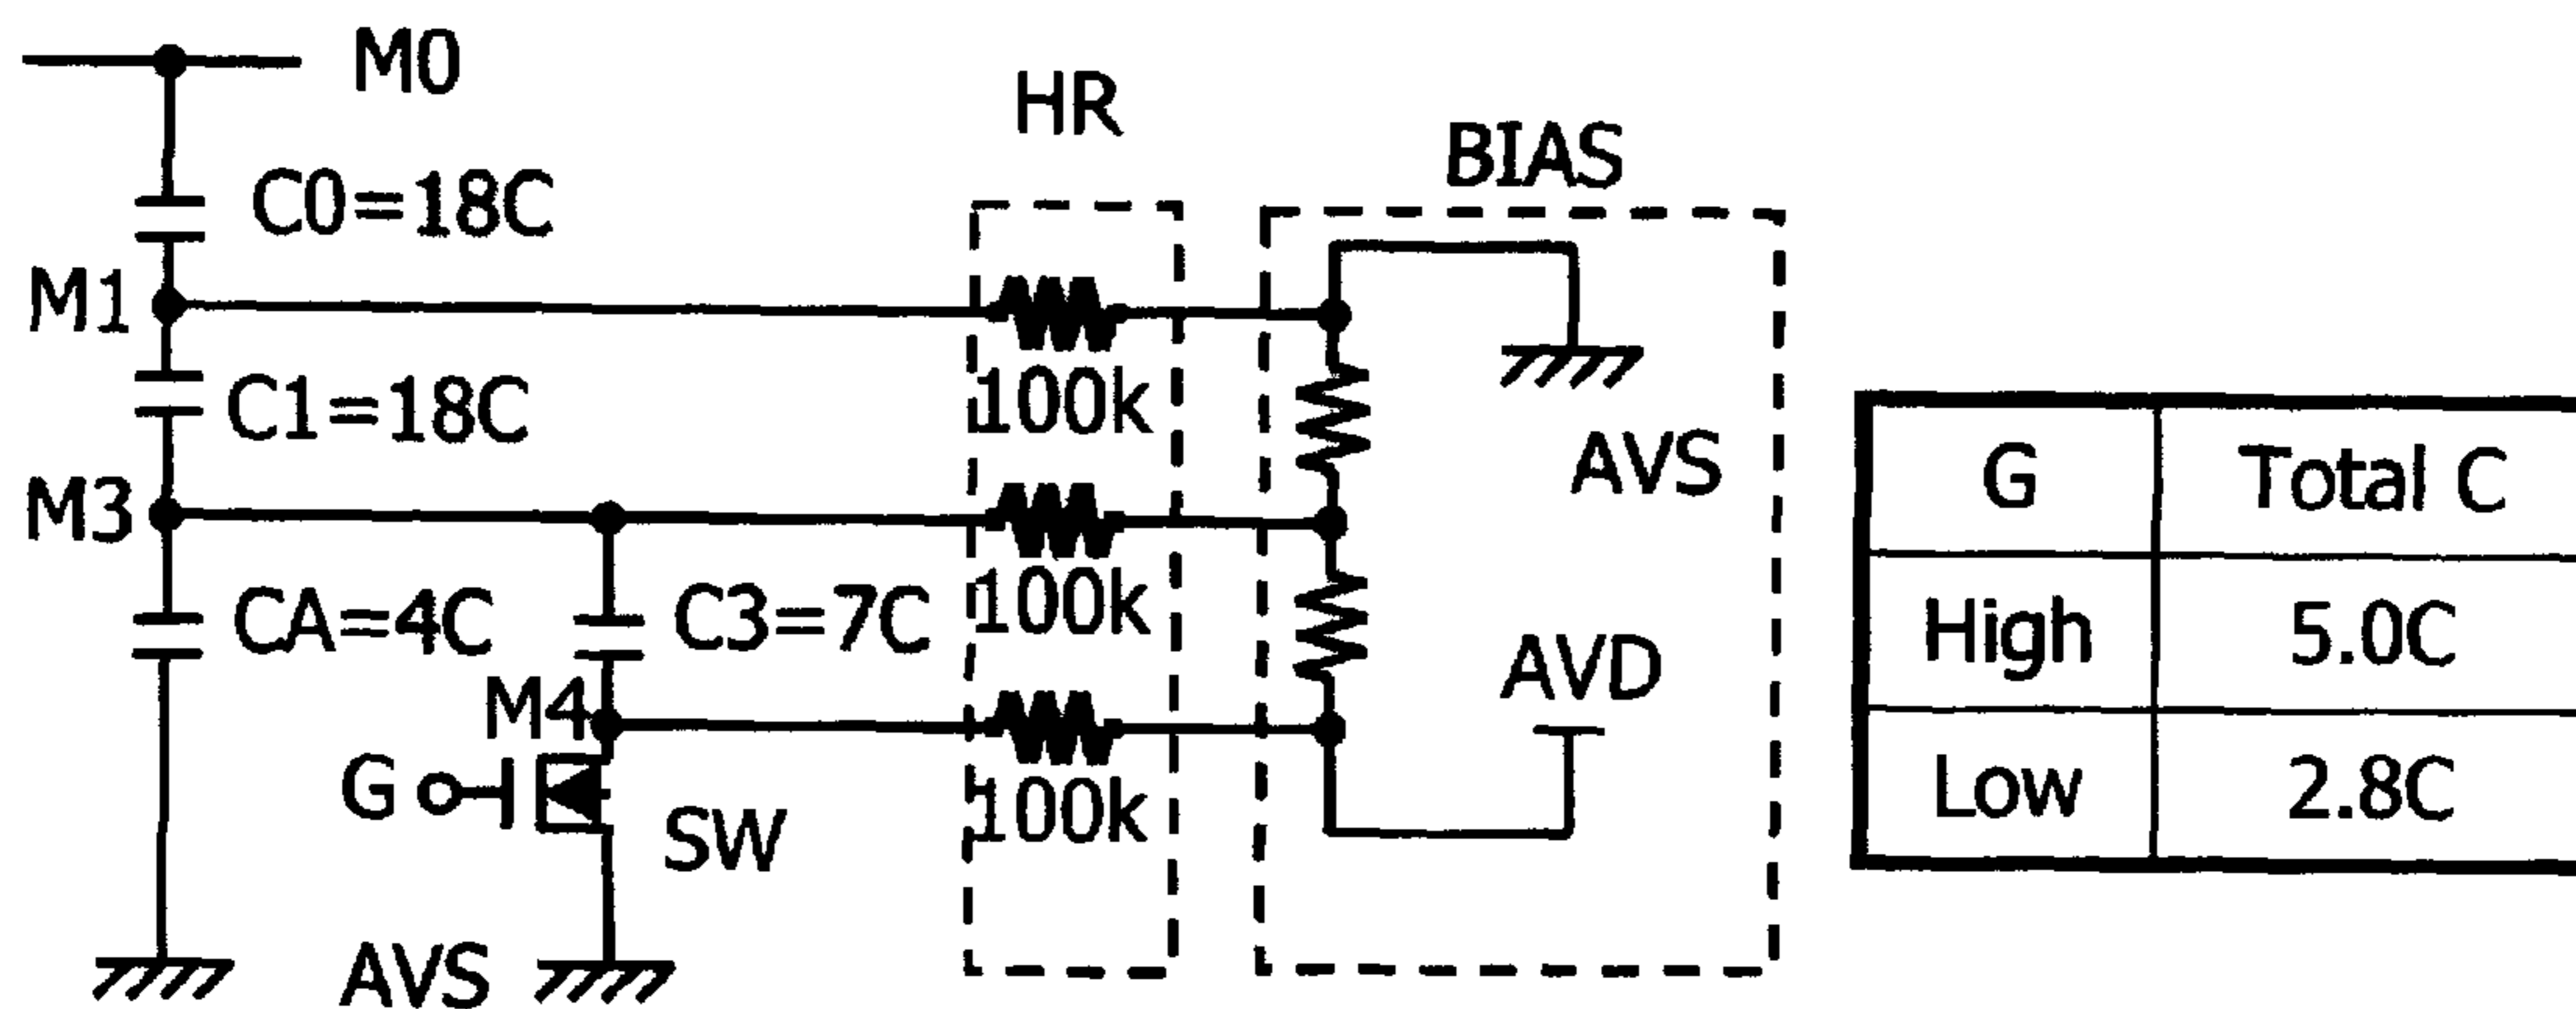 M0
HR
BIAS
C0=18C
M1
100k
C1=18C
AVS
M3
100k
CA=4C
C3=7C
AVD
M4
100k
G
SW
AVS
G Total C
High 5.0C
Low 2.8C